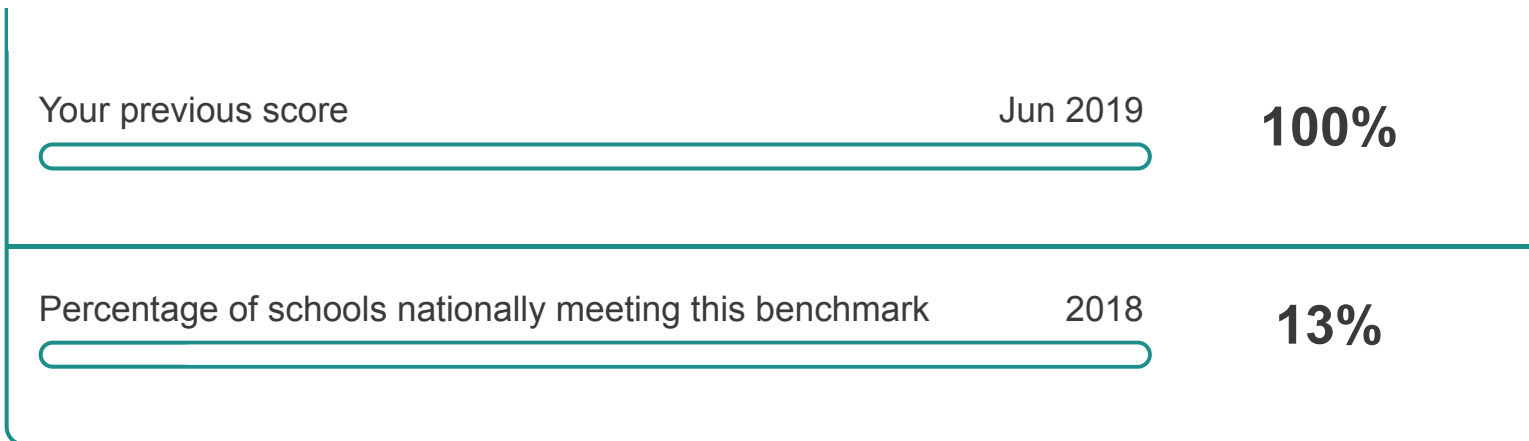 Your previous score Jun 2019 100%
Percentage of schools nationally meeting this benchmark 2018 13%